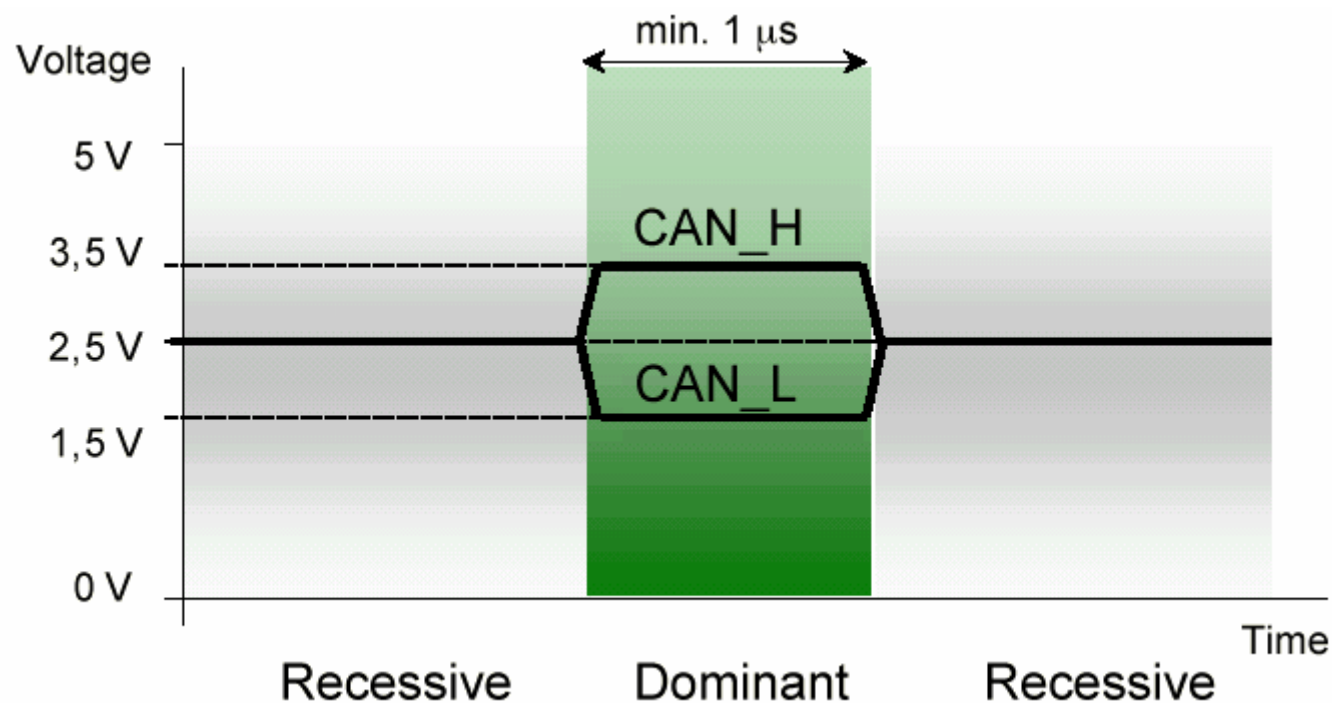 min. 1 μs
Voltage
5 V
CAN_H
3,5 V
2,5 V
CAN_L
1,5 V
0 V
Time
Recessive Dominant Recessive